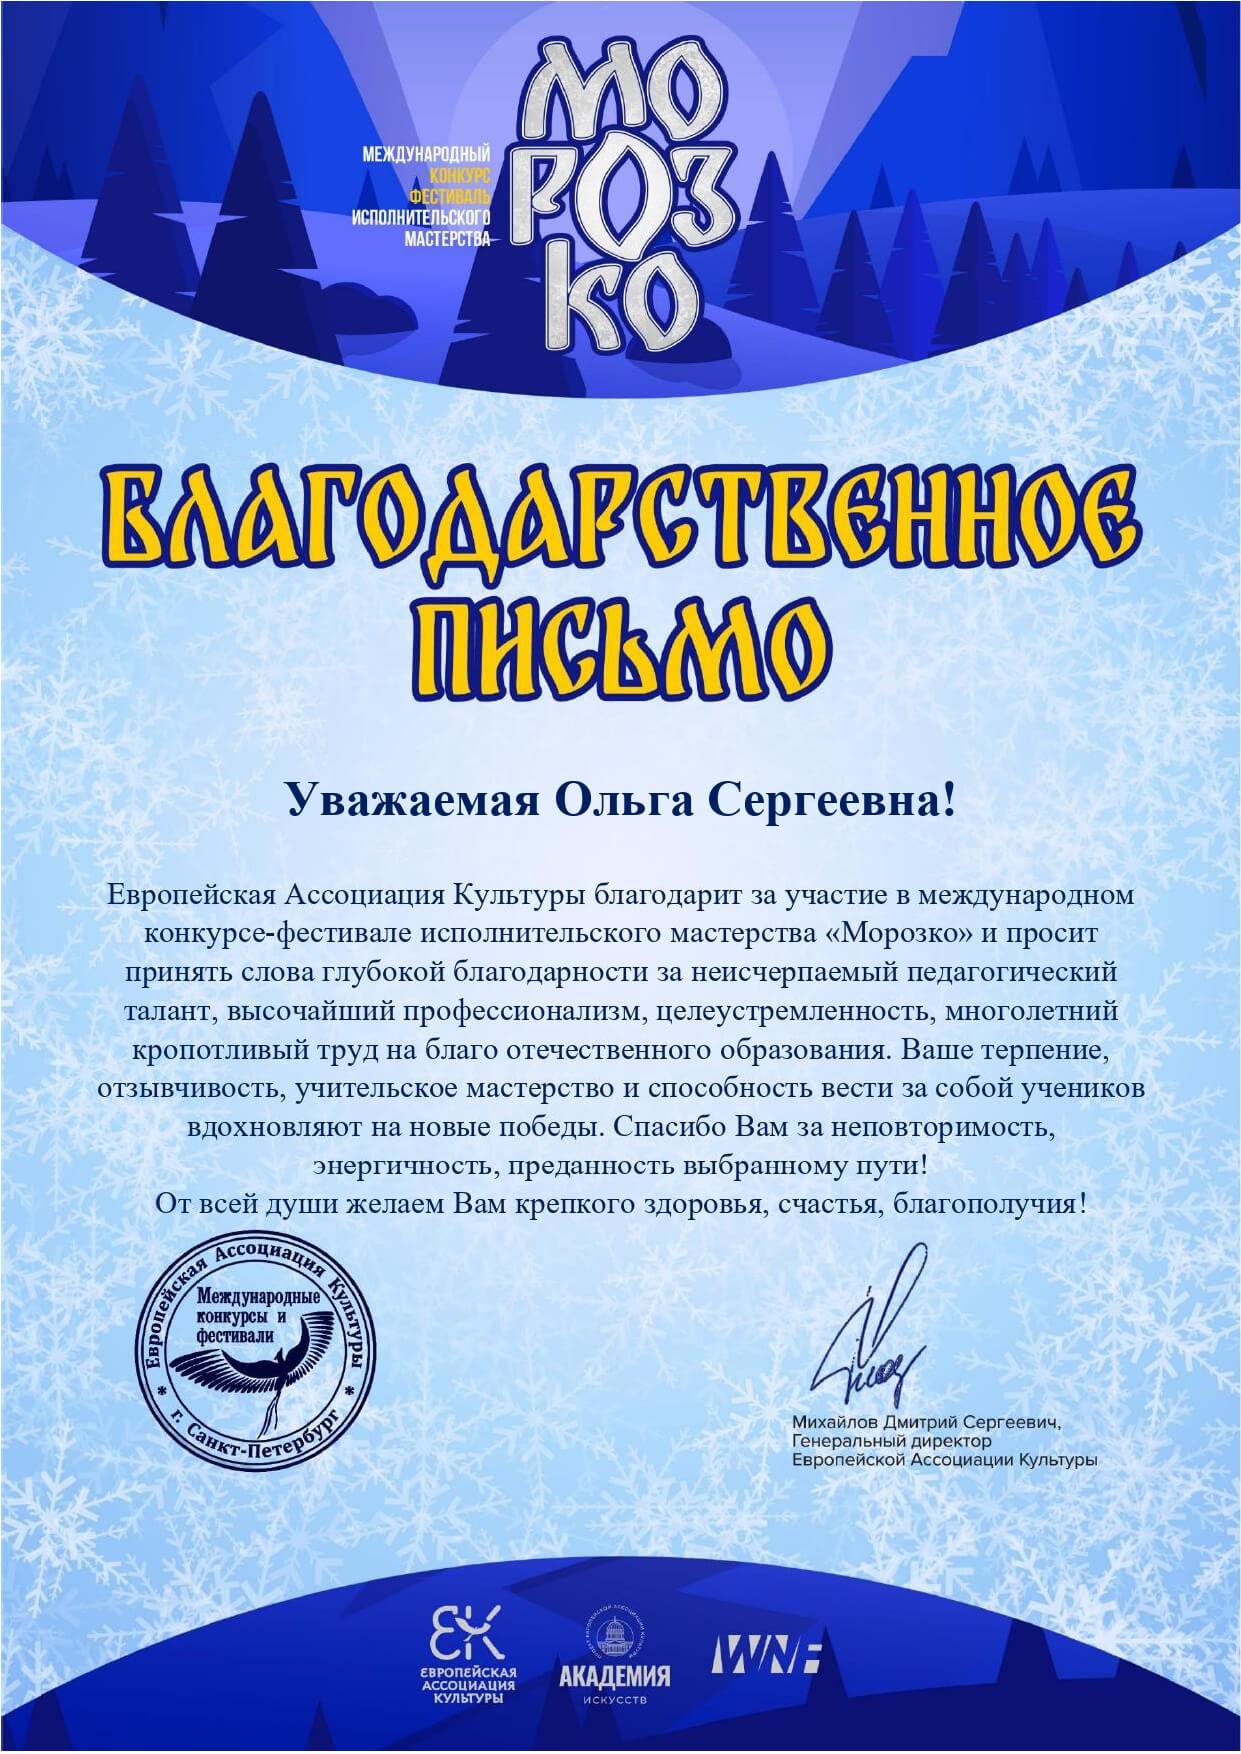 МЕЖДУНАРОДНЫЙ
КОНКУРС
ФЕСТИВАЛЬ
ИСПОЛНИТЕЛЬСКОГО
МАСТЕРСТВА
МО
РОЗ
КО
БЛАГОДАРСТВЕННОЕ
ПИСЬМО
Уважаемая Ольга Сергеевна!
Европейская Ассоциация Культуры благодарит за участие в международном
конкурсе-фестивале исполнительского мастерства «Морозко» и просит
принять слова глубокой благодарности за неисчерпаемый педагогический
талант, высочайший профессионализм, целеустремленность, многолетний
кропотливый труд на благо отечественного образования. Ваше терпение,
отзывчивость, учительское мастерство и способность вести за собой учеников
вдохновляют на новые победы. Спасибо Вам за неповторимость,
энергичность, преданность выбранному пути!
От всей души желаем Вам крепкого здоровья, счастья, благополучия!
Европейская Ассоциация Культуры
Международные
конкурсы и
фестивали
* г. Санкт-Петербург *
Михайлов Дмитрий Сергеевич,
Генеральный директор
Европейской Ассоциации Культуры
ЕК
ЕВРОПЕЙСКАЯ
АССОЦИАЦИЯ
КУЛЬТУРЫ
ПРОЕКТ ЕВРОПЕЙСКОЙ АССОЦИАЦИИ КУЛЬТУРЫ
АКАДЕМИЯ
ИСКУССТВ
WNF